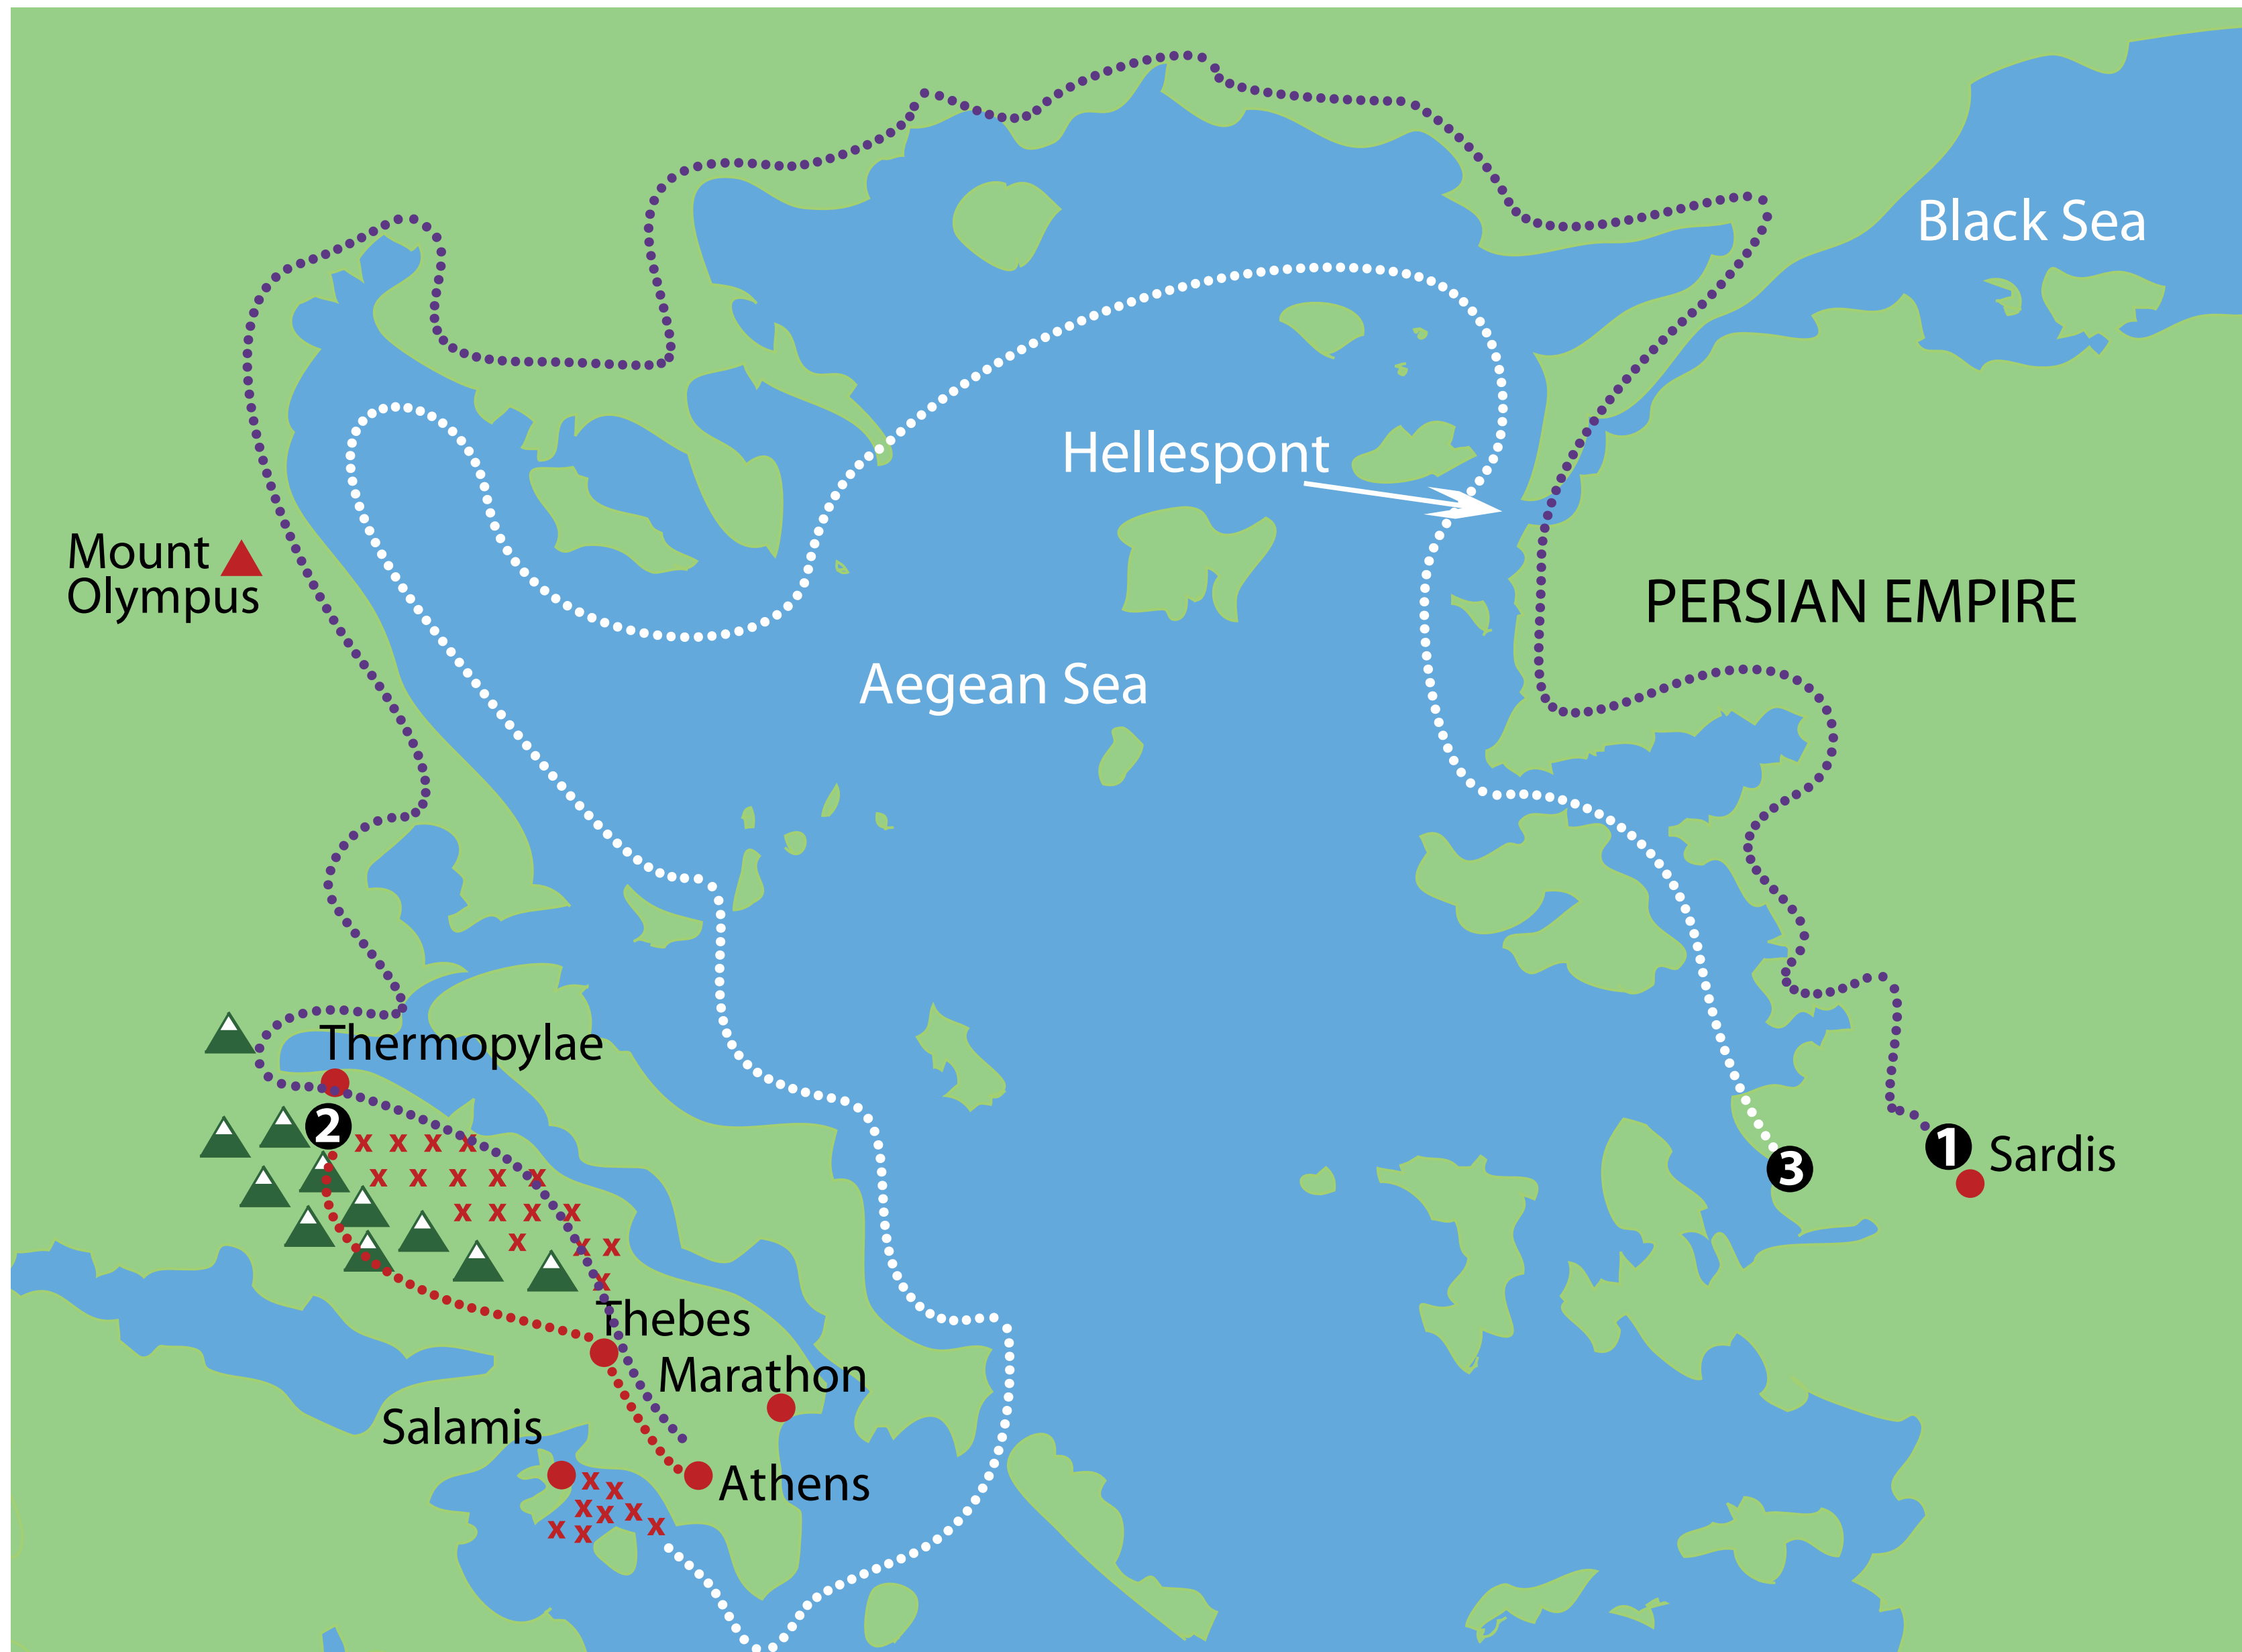 Black Sea
Hellespont
Mount
Olympus
PERSIAN EMPIRE
Aegean Sea
Thermopylae
2
x x x x
x x x x x
x x x x
x x x
x
1
Sardis
3
Thebes
Marathon
Salamis
Athens
x x
x x x
x x x